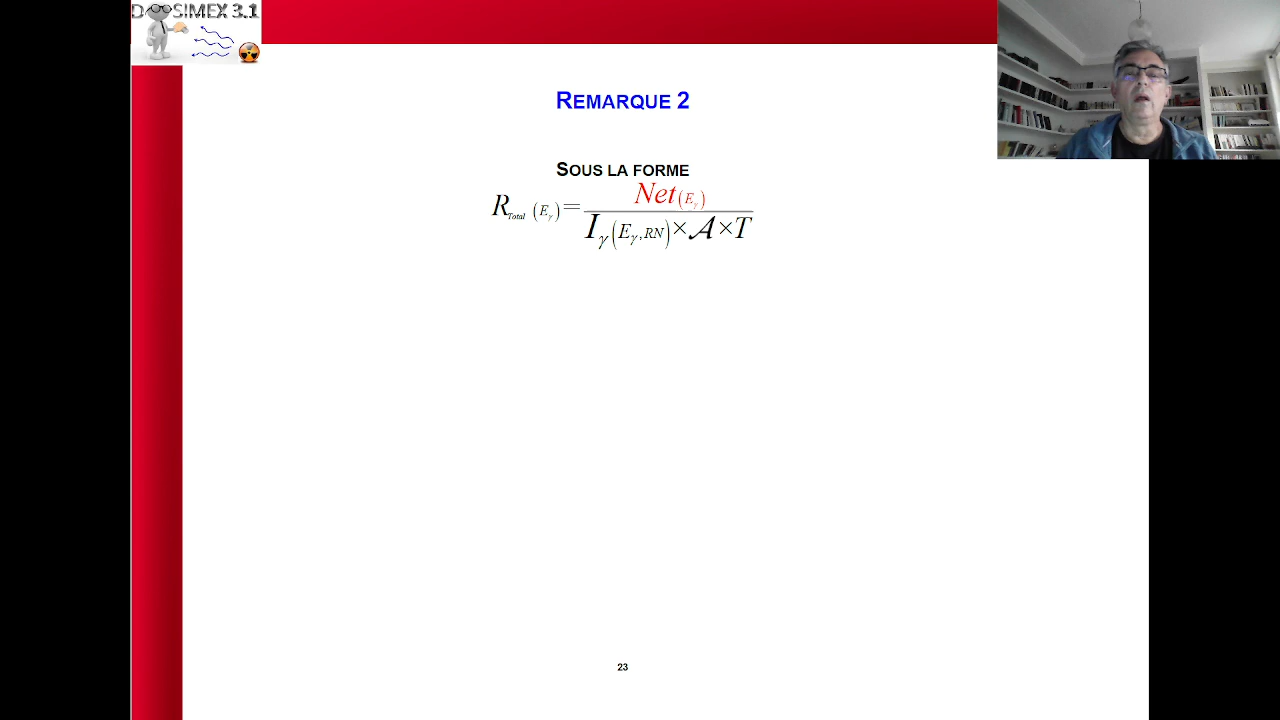 DOSIMEX 3.1
REMARQUE 2
SOUS LA FORME
R_Total (E_γ) = Net(E_γ) / I_γ(E_γ,RN) × 𝒜 × T
23